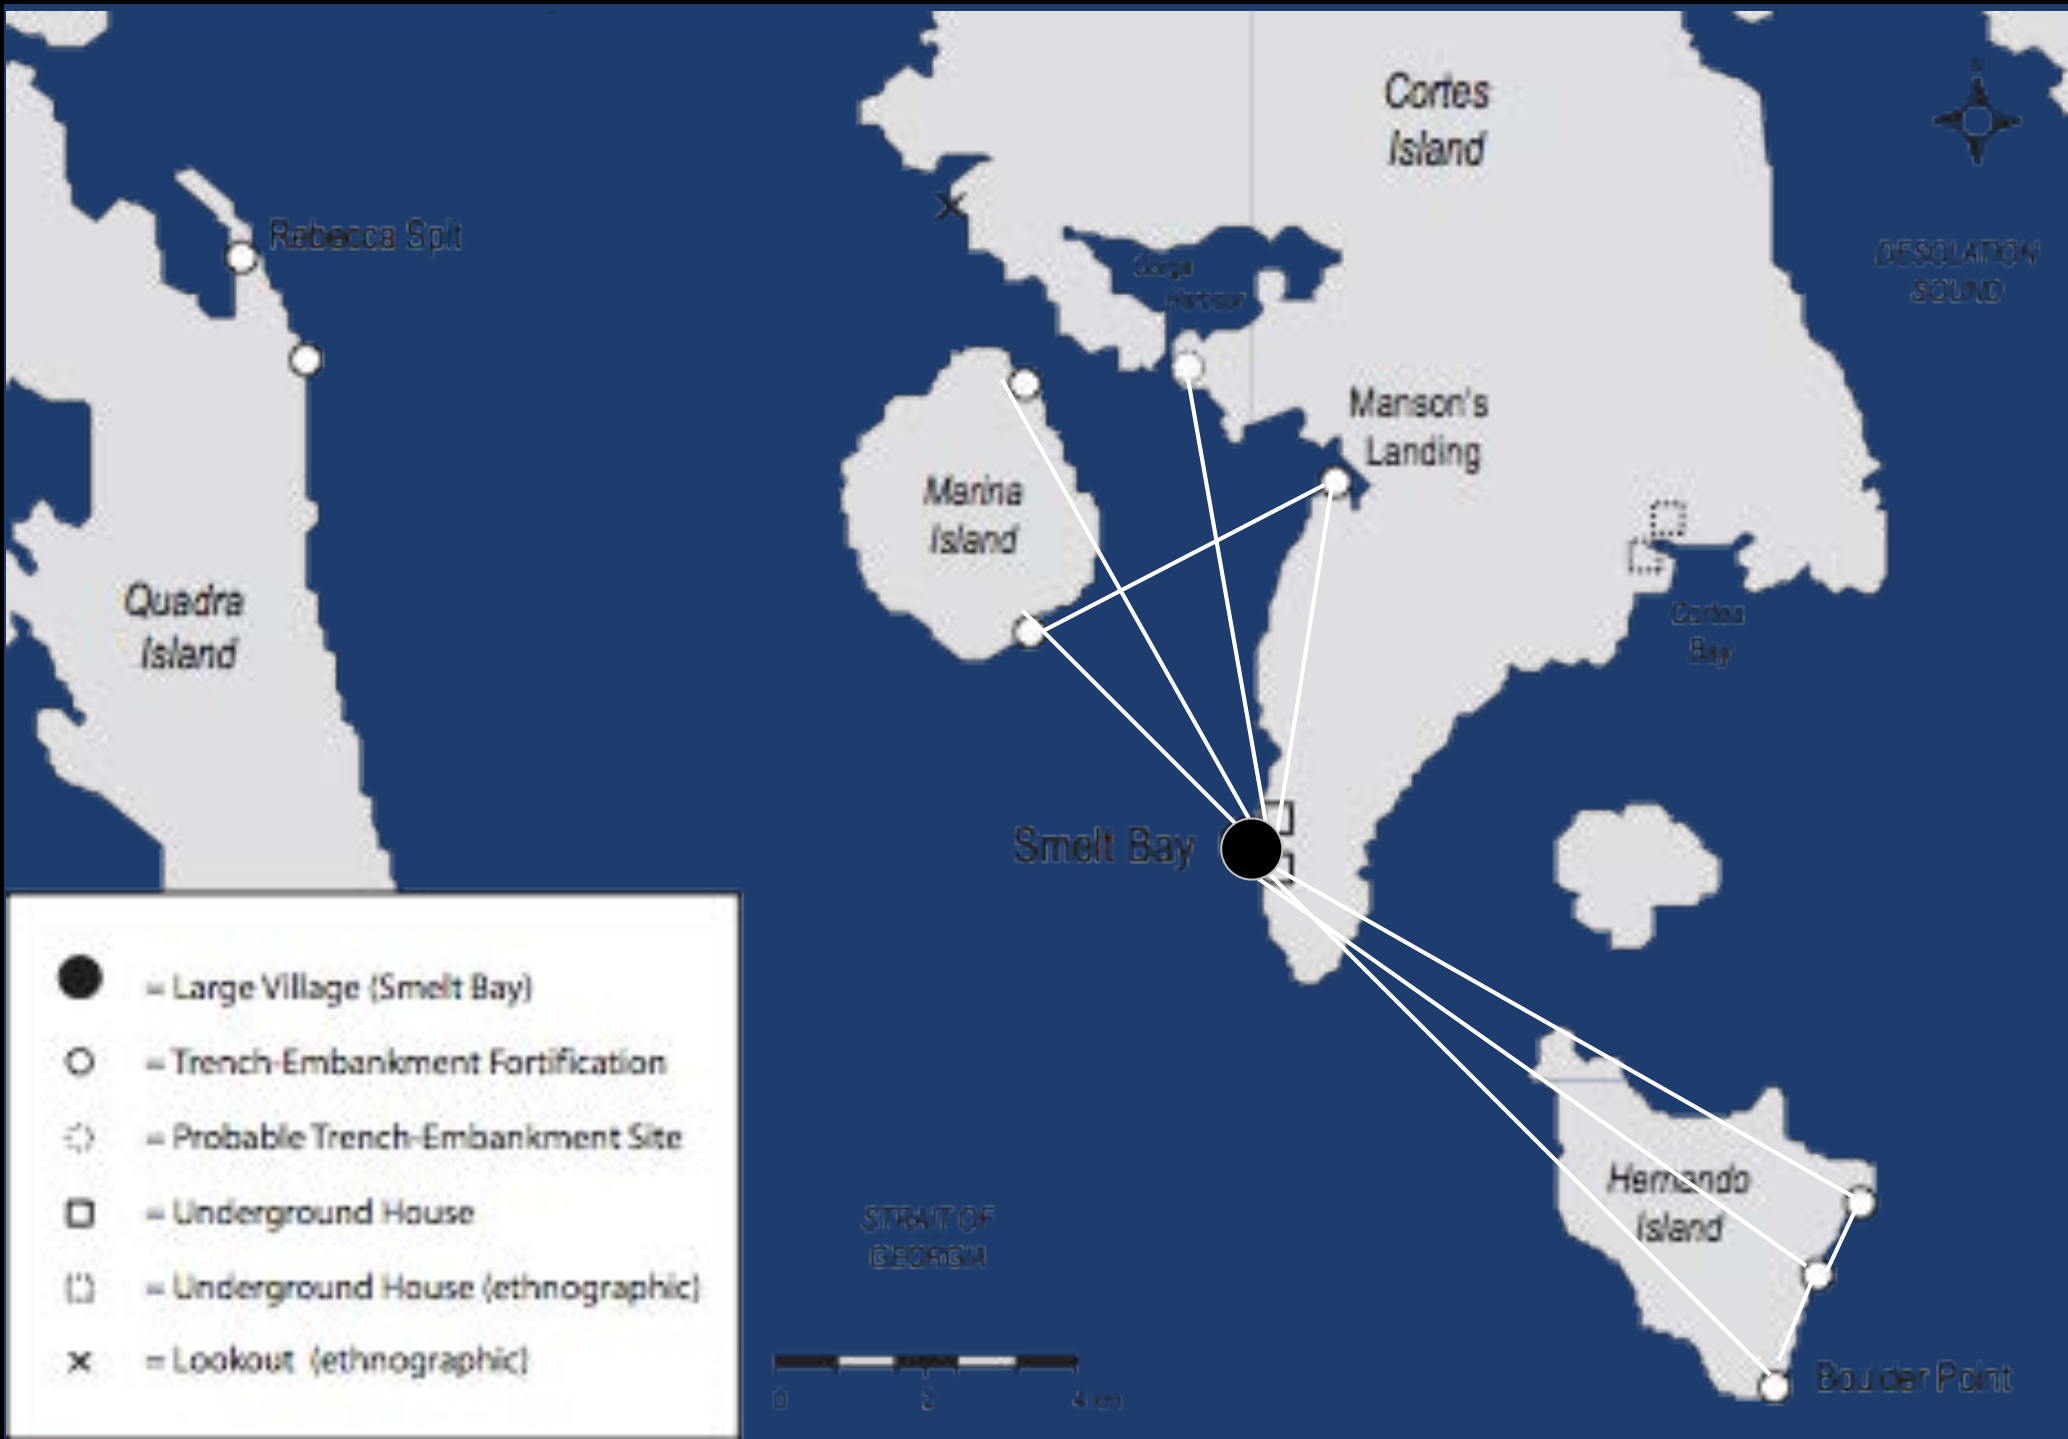 Cortes
Island
N
Rebecca Spit
Gorge
Harbour
DESOLATION
SOUND
Manson's
Landing
Marina
Island
Quadra
Island
Cortes
Bay
Smelt Bay
Hernando
Island
STRAIT OF
GEORGIA
Boulder Point
0 2 4 km
= Large Village (Smelt Bay)
= Trench-Embankment Fortification
= Probable Trench-Embankment Site
= Underground House
= Underground House (ethnographic)
= Lookout (ethnographic)